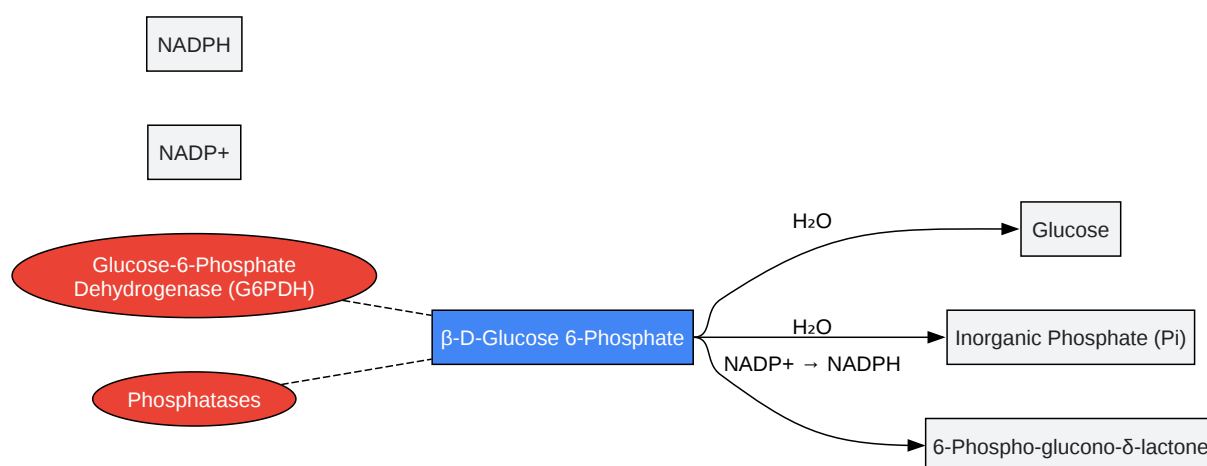 NADPH
NADP+
Glucose-6-Phosphate
Dehydrogenase (G6PDH)
Phosphatases
β-D-Glucose 6-Phosphate
H₂O
H₂O
NADP+ → NADPH
Glucose
Inorganic Phosphate (Pi)
6-Phospho-glucono-δ-lactone